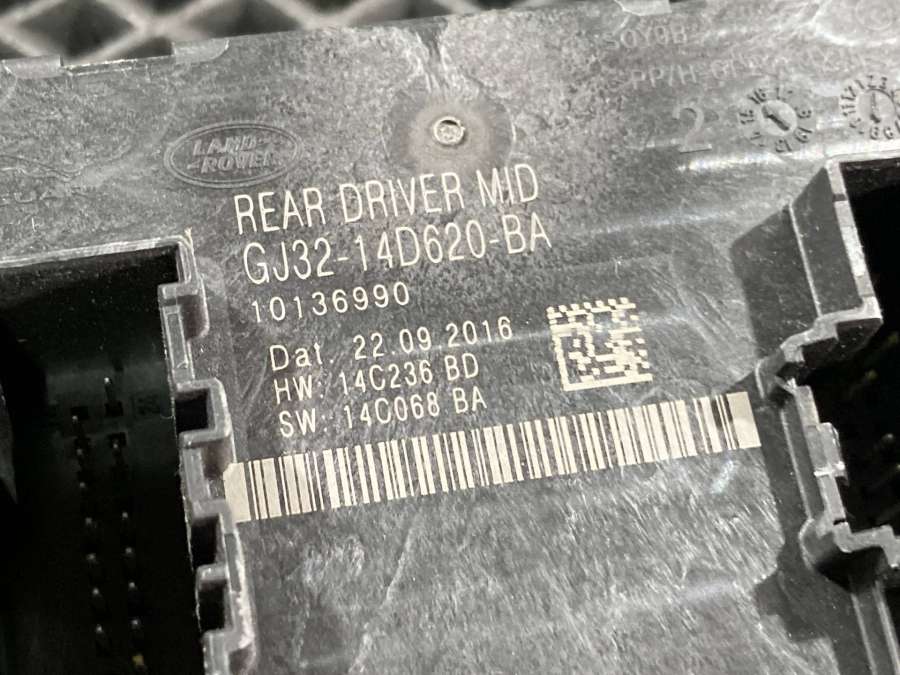 LAND-
-ROVER
REAR DRIVER MID
GJ32-14D620-BA
10136990
Dat. 22.09.2016
HW: 14C236 BD
SW: 14C068 BA
2